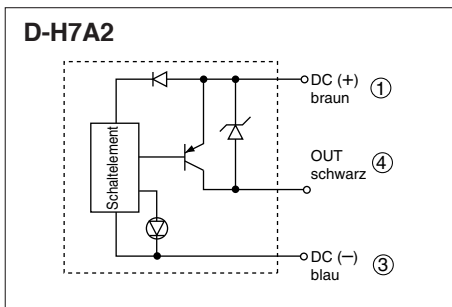 D-H7A2
DC (+) ①
braun
Schaltelement
OUT ④
schwarz
DC (−) ③
blau